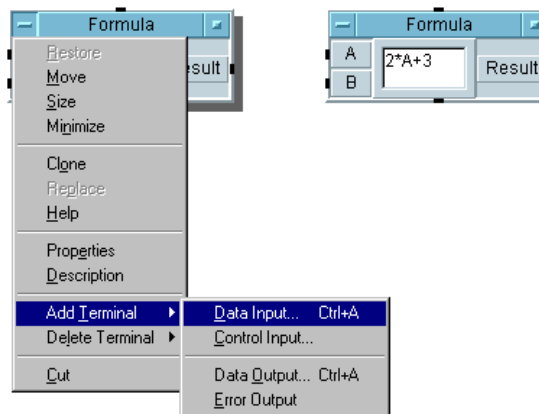 Formula
Restore
Move
Size
Minimize
Clone
Replace
Help
Properties
Description
Add Terminal
Delete Terminal
Cut
esult
Data Input... Ctrl+A
Control Input...
Data Output... Ctrl+A
Error Output
Formula
A
B
2*A+3
Result